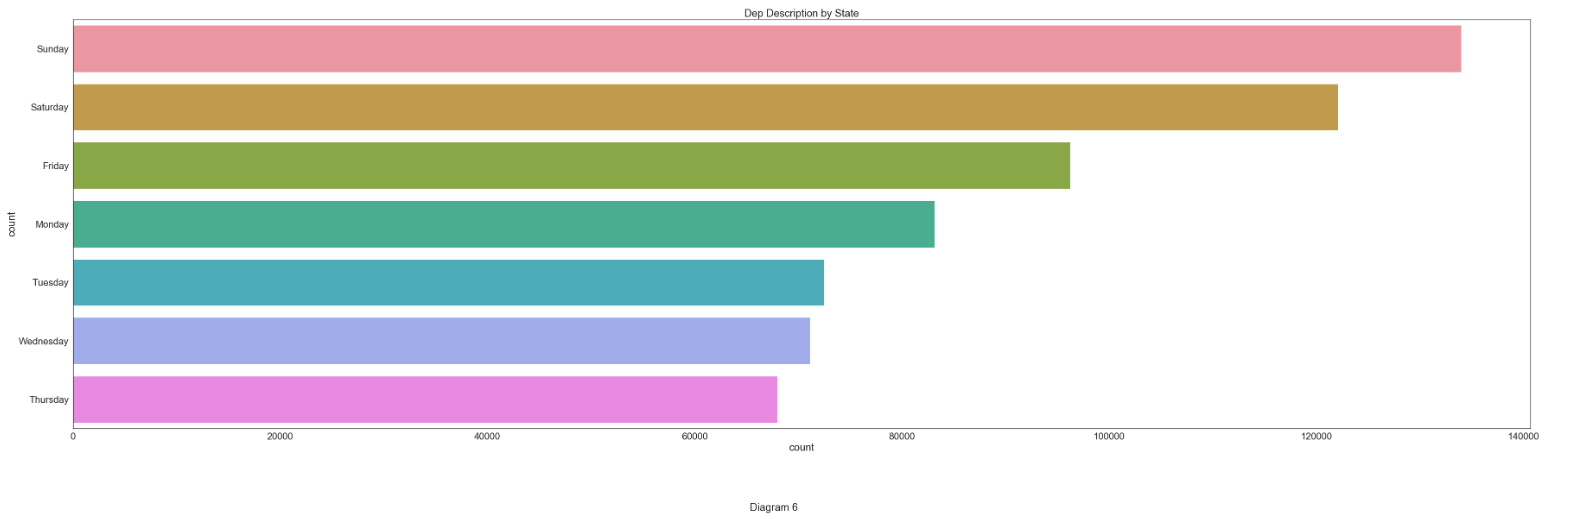 Dep Description by State
Sunday
Saturday
Friday
Monday
Tuesday
Wednesday
Thursday
count
0 20000 40000 60000 80000 100000 120000 140000
count
Diagram 6